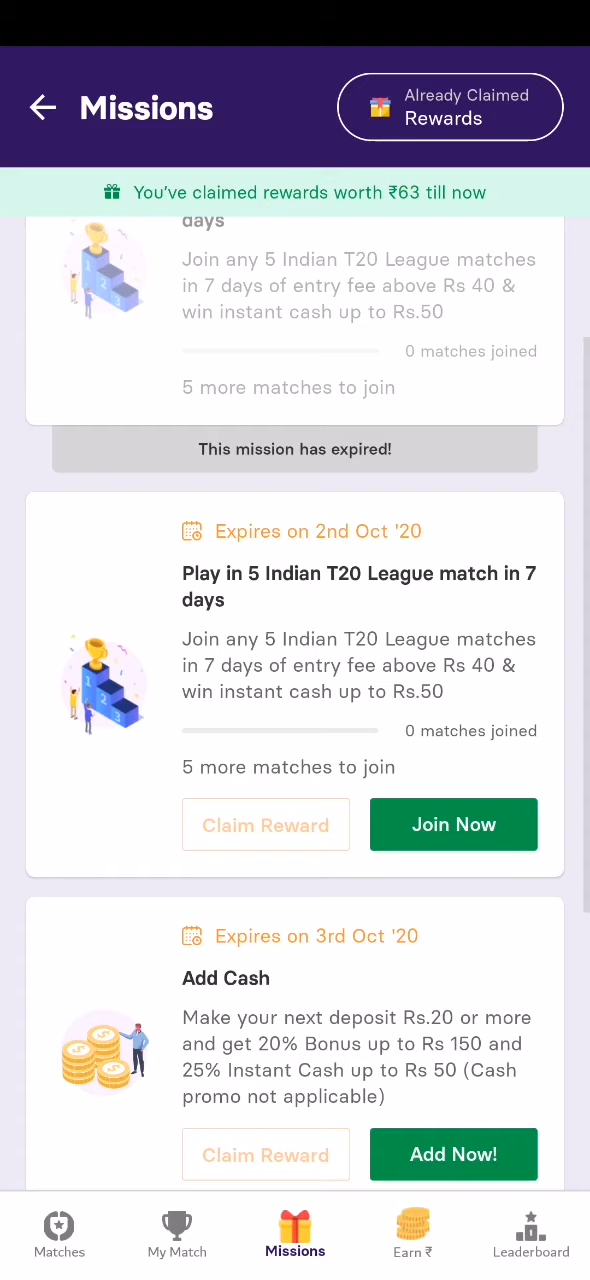 Missions
Already Claimed
Rewards
You've claimed rewards worth ₹63 till now
days
Join any 5 Indian T20 League matches
in 7 days of entry fee above Rs 40 &
win instant cash up to Rs.50
0 matches joined
5 more matches to join
This mission has expired!
Expires on 2nd Oct '20
Play in 5 Indian T20 League match in 7
days
Join any 5 Indian T20 League matches
in 7 days of entry fee above Rs 40 &
win instant cash up to Rs.50
0 matches joined
5 more matches to join
Claim Reward
Join Now
Expires on 3rd Oct '20
Add Cash
Make your next deposit Rs.20 or more
and get 20% Bonus up to Rs 150 and
25% Instant Cash up to Rs 50 (Cash
promo not applicable)
Claim Reward
Add Now!
Matches
My Match
Missions
Earn ₹
Leaderboard